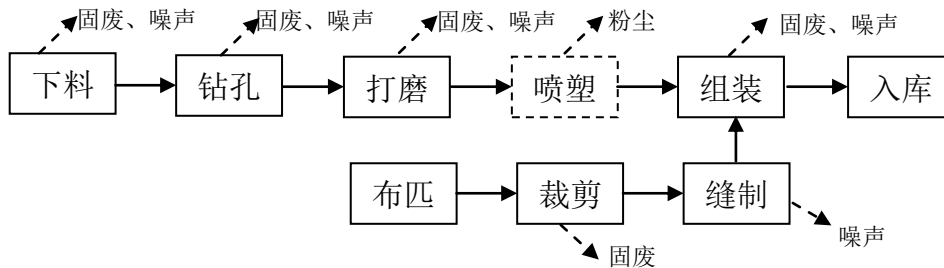 固废、噪声 固废、噪声 固废、噪声 粉尘 固废、噪声
下料 钻孔 打磨 喷塑 组装 入库
布匹 裁剪 缝制
固废 噪声